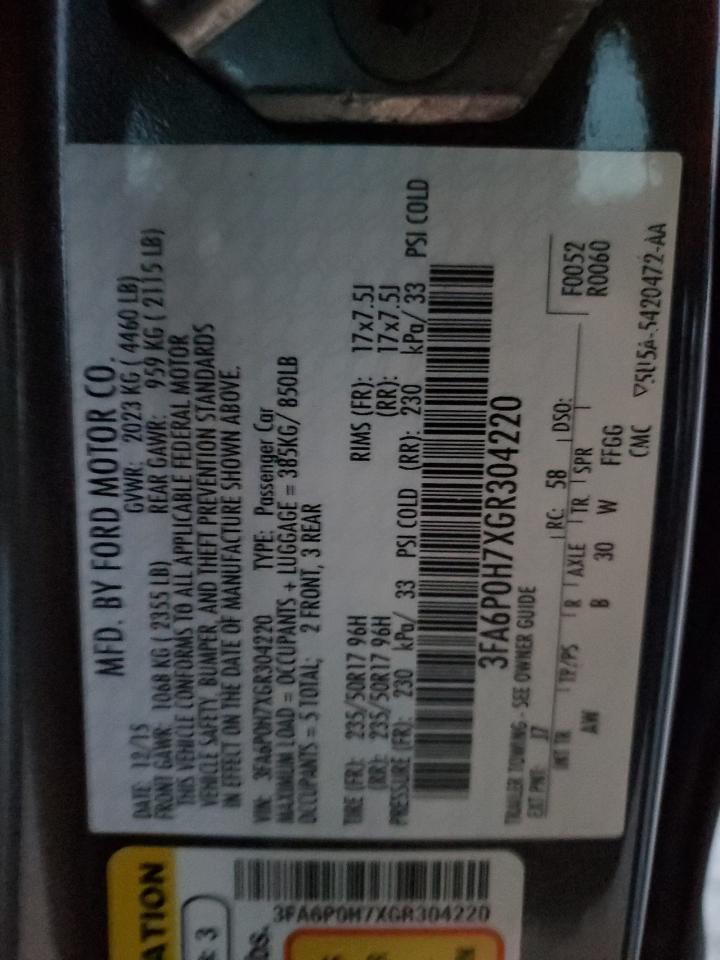 MFD. BY FORD MOTOR CO.
DATE: 12/15 GVWR: 2023 KG ( 4460 LB)
FRONT GAWR: 1068 KG ( 2355 LB) REAR GAWR: 959 KG ( 2115 LB)
THIS VEHICLE CONFORMS TO ALL APPLICABLE FEDERAL MOTOR
VEHICLE SAFETY, BUMPER, AND THEFT PREVENTION STANDARDS
IN EFFECT ON THE DATE OF MANUFACTURE SHOWN ABOVE.
VIN: 3FA6P0H7XGR304220 TYPE: Passenger Car
MAXIMUM LOAD = OCCUPANTS + LUGGAGE = 385KG/ 850LB
OCCUPANTS = 5 TOTAL; 2 FRONT, 3 REAR
TIRE (FR): 235/50R17 96H RIMS (FR): 17x7.5J
(RR): 235/50R17 96H (RR): 17x7.5J
PRESSURE (FR): 230 kPa/ 33 PSI COLD (RR): 230 kPa/ 33 PSI COLD
3FA6P0H7XGR304220
TRAILER TOWING - SEE OWNER GUIDE
EXT PNT: J7 RC: 58 DSO: F0052
INT TR TP/PS R AXLE TR SPR R0060
AW B 30 W FFGG
CMC
5U5A-5420472-AA
3FA6P0H7XGR304220
ATION
: 3
bs.